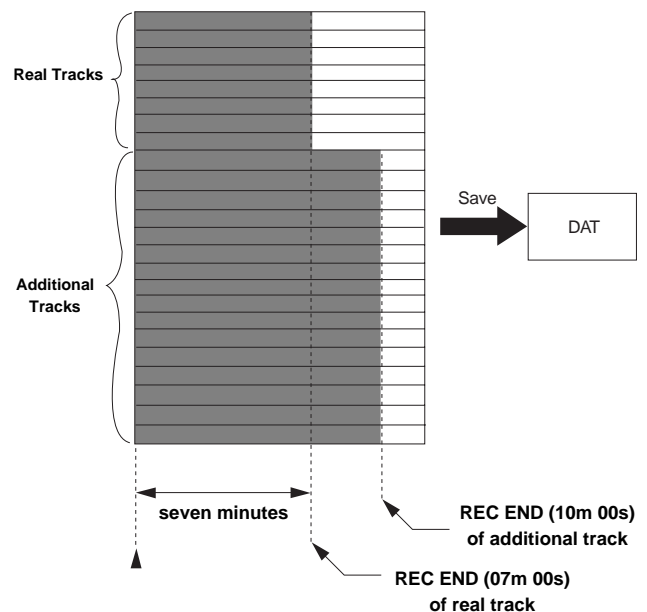 Real Tracks
Additional
Tracks
Save
DAT
seven minutes
REC END (10m 00s)
of additional track
REC END (07m 00s)
of real track